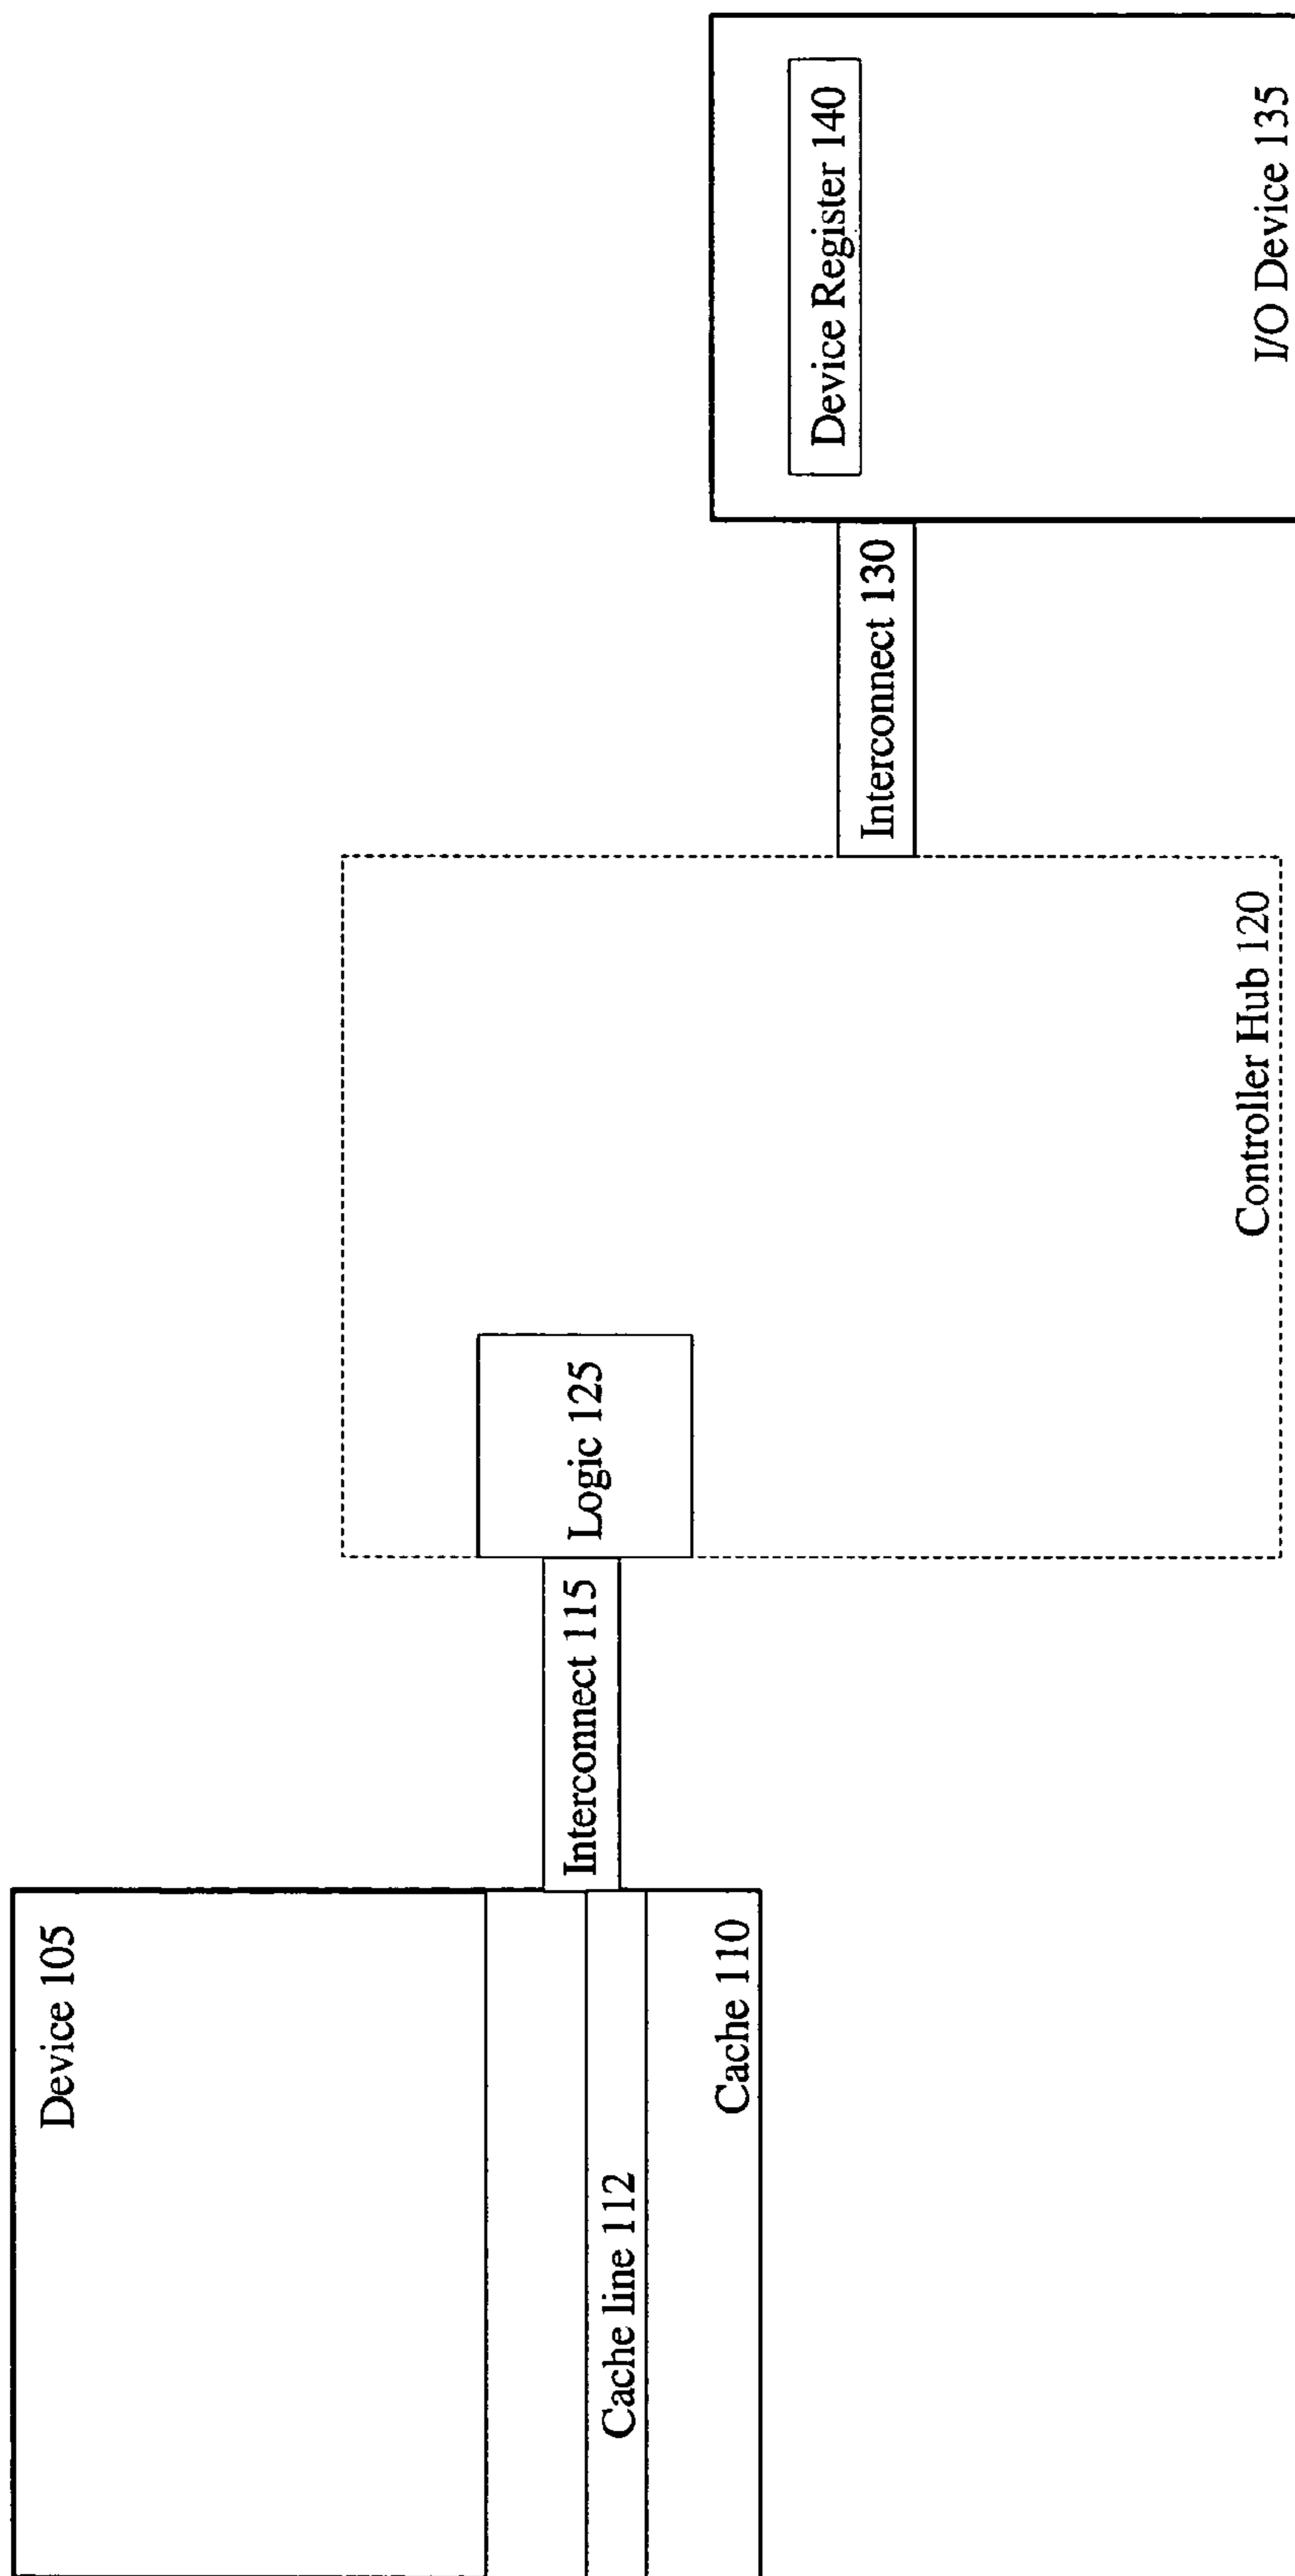 Device 105
Cache line 112
Cache 110
Interconnect 115
Logic 125
Controller Hub 120
Interconnect 130
Device Register 140
I/O Device 135